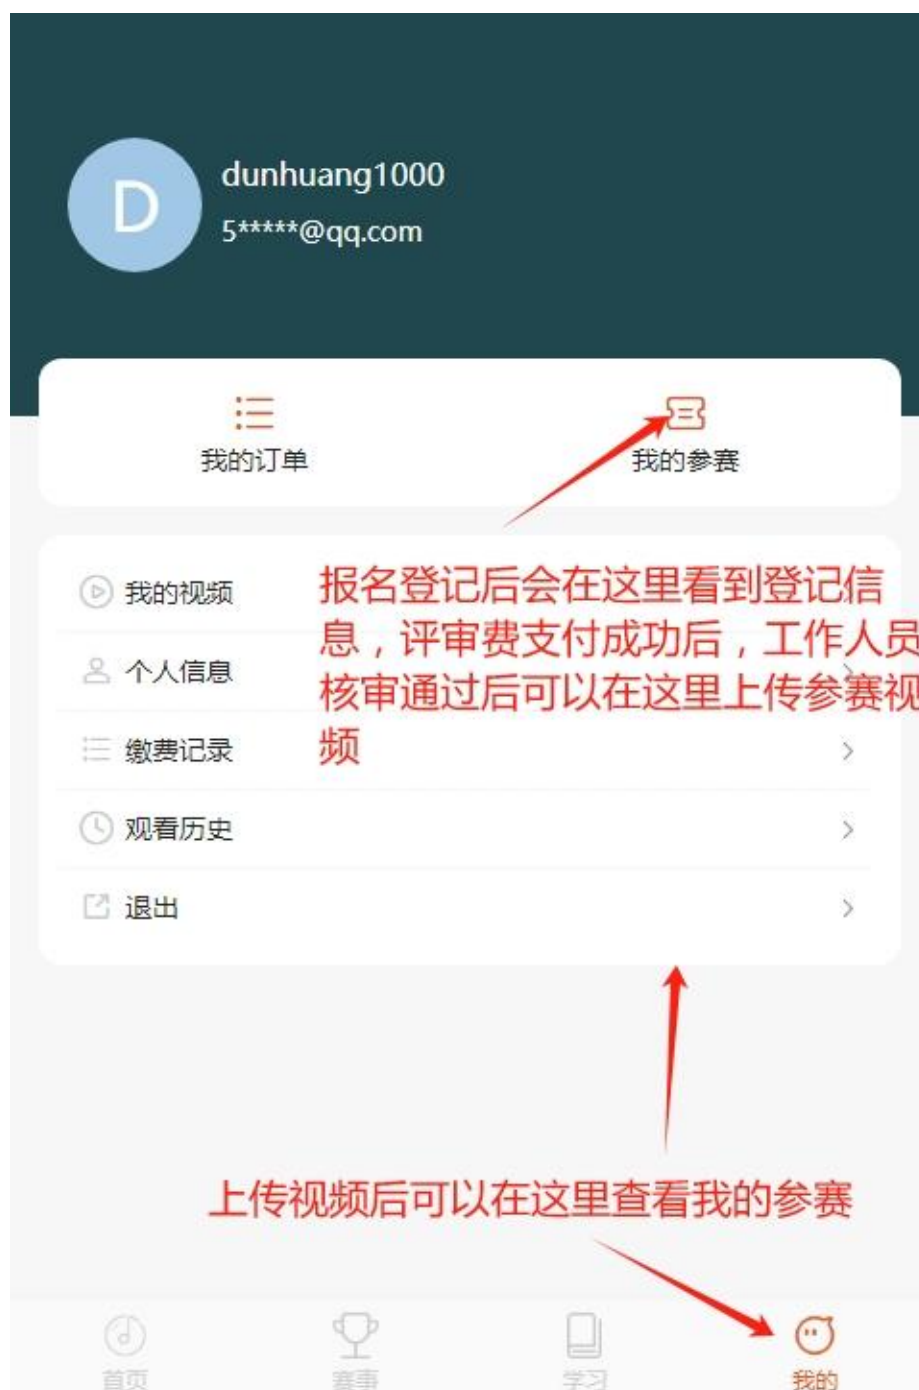 D
dunhuang1000
5*****@qq.com
我的订单
我的参赛
我的视频
报名登记后会在这里看到登记信
息，评审费支付成功后，工作人员
个人信息
核审通过后可以在这里上传参赛视
频
缴费记录
观看历史
退出
上传视频后可以在这里查看我的参赛
首页
赛事
学习
我的